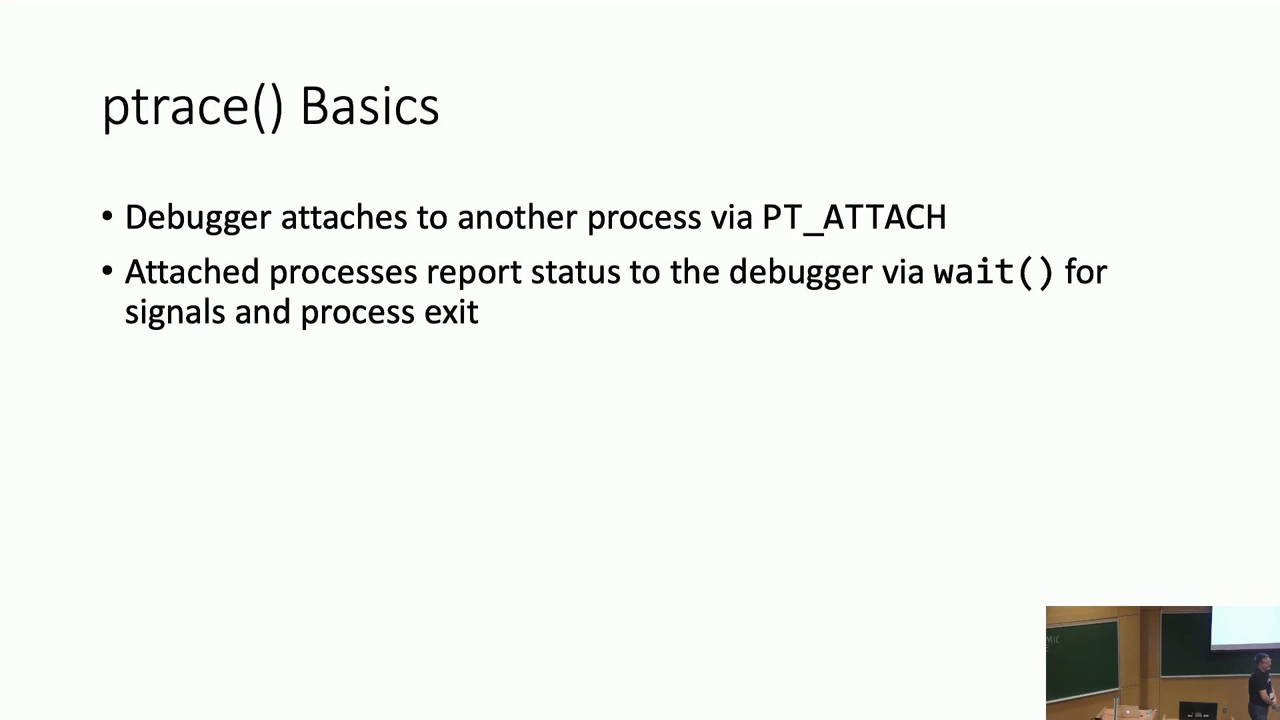 ptrace() Basics
• Debugger attaches to another process via PT_ATTACH
• Attached processes report status to the debugger via wait() for
signals and process exit